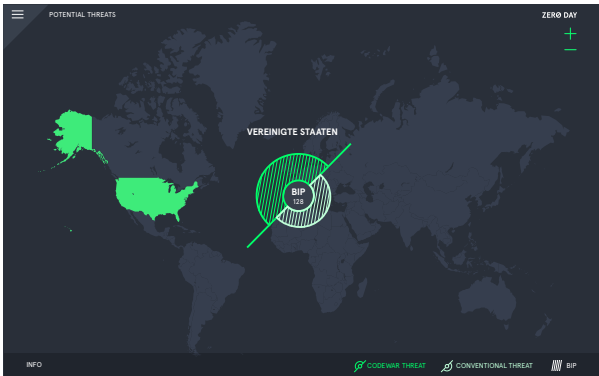 POTENTIAL THREATS
ZERØ DAY
VEREINIGTE STAATEN
BIP
128
INFO
CODEWAR THREAT
CONVENTIONAL THREAT
BIP